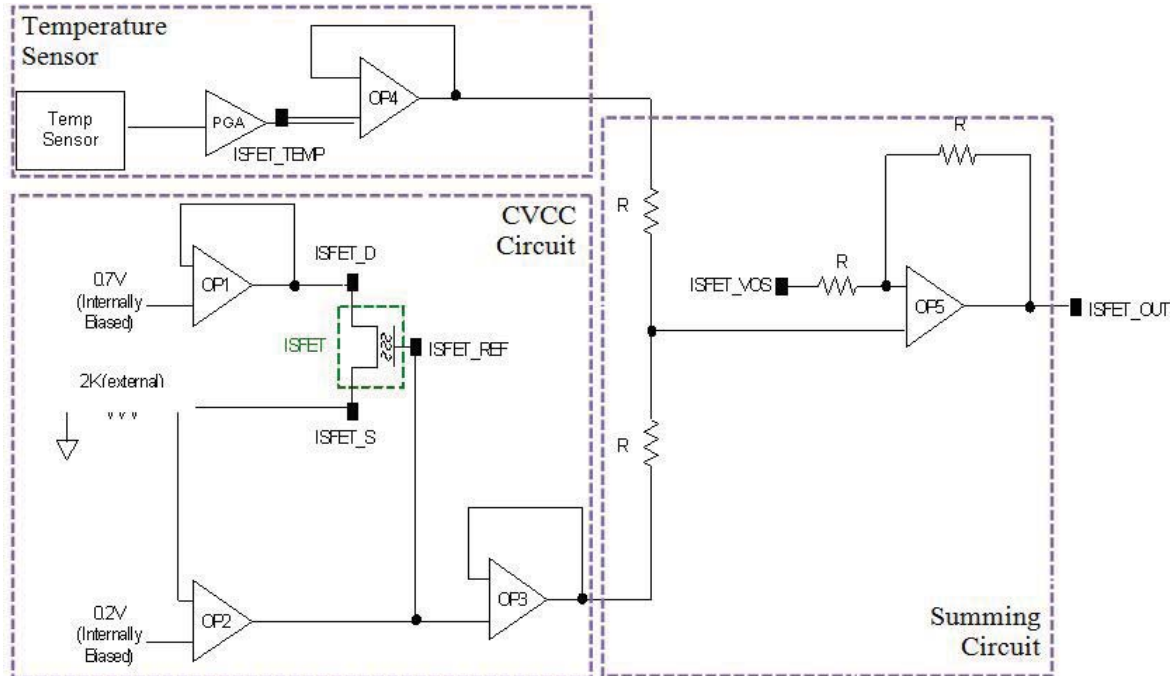 Temperature
Sensor
Temp
Sensor
PGA
OP4
ISFET_TEMP
CVCC
Circuit
0.7V
(Internally
Biased)
OP1
ISFET_D
ISFET
ISFET_REF
2K(external)
ISFET_S
0.2V
(Internally
Biased)
OP2
OP3
R
R
R
R
ISFET_VOS
OP5
ISFET_OUT
Summing
Circuit